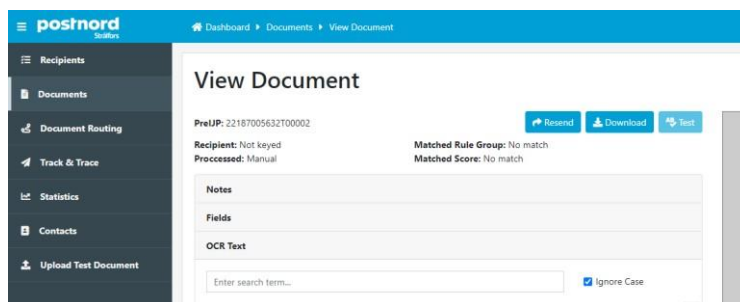 postnord
Strålfors
Dashboard Documents View Document
Recipients
Documents
Document Routing
Track & Trace
Statistics
Contacts
Upload Test Document
View Document
PreIJP: 22187005632T00002
Resend Download Test
Recipient: Not keyed Matched Rule Group: No match
Proccessed: Manual Matched Score: No match
Notes
Fields
OCR Text
Enter search term... Ignore Case